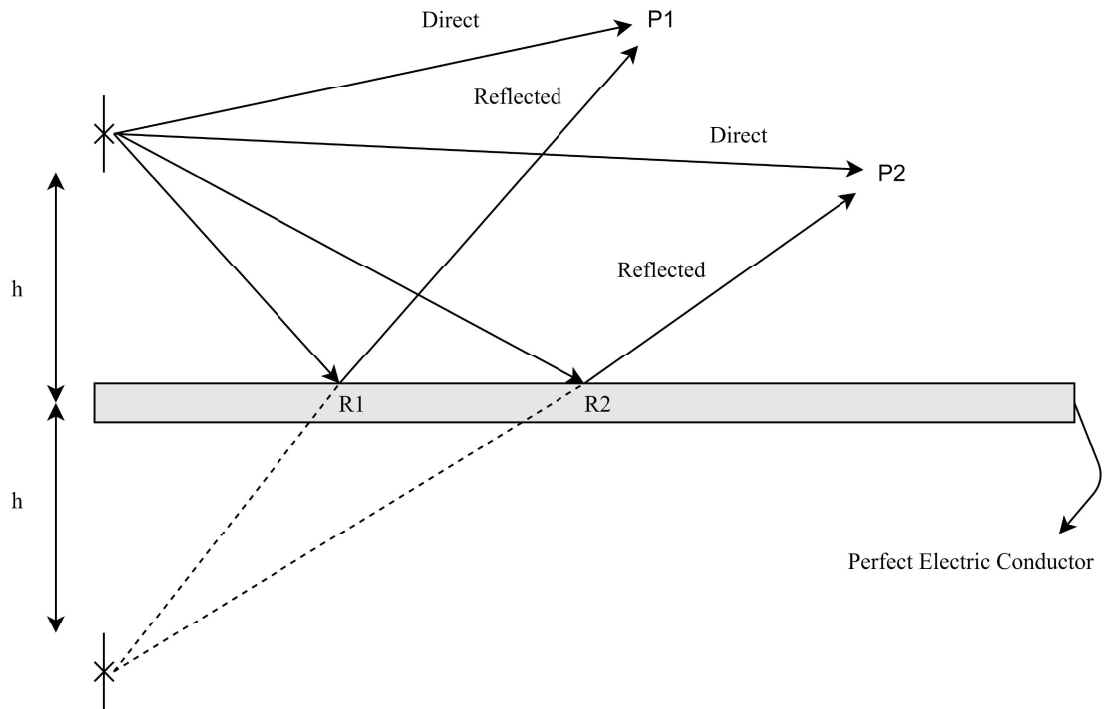 Direct
P1
Reflected
Direct
P2
Reflected
h
R1
R2
h
Perfect Electric Conductor